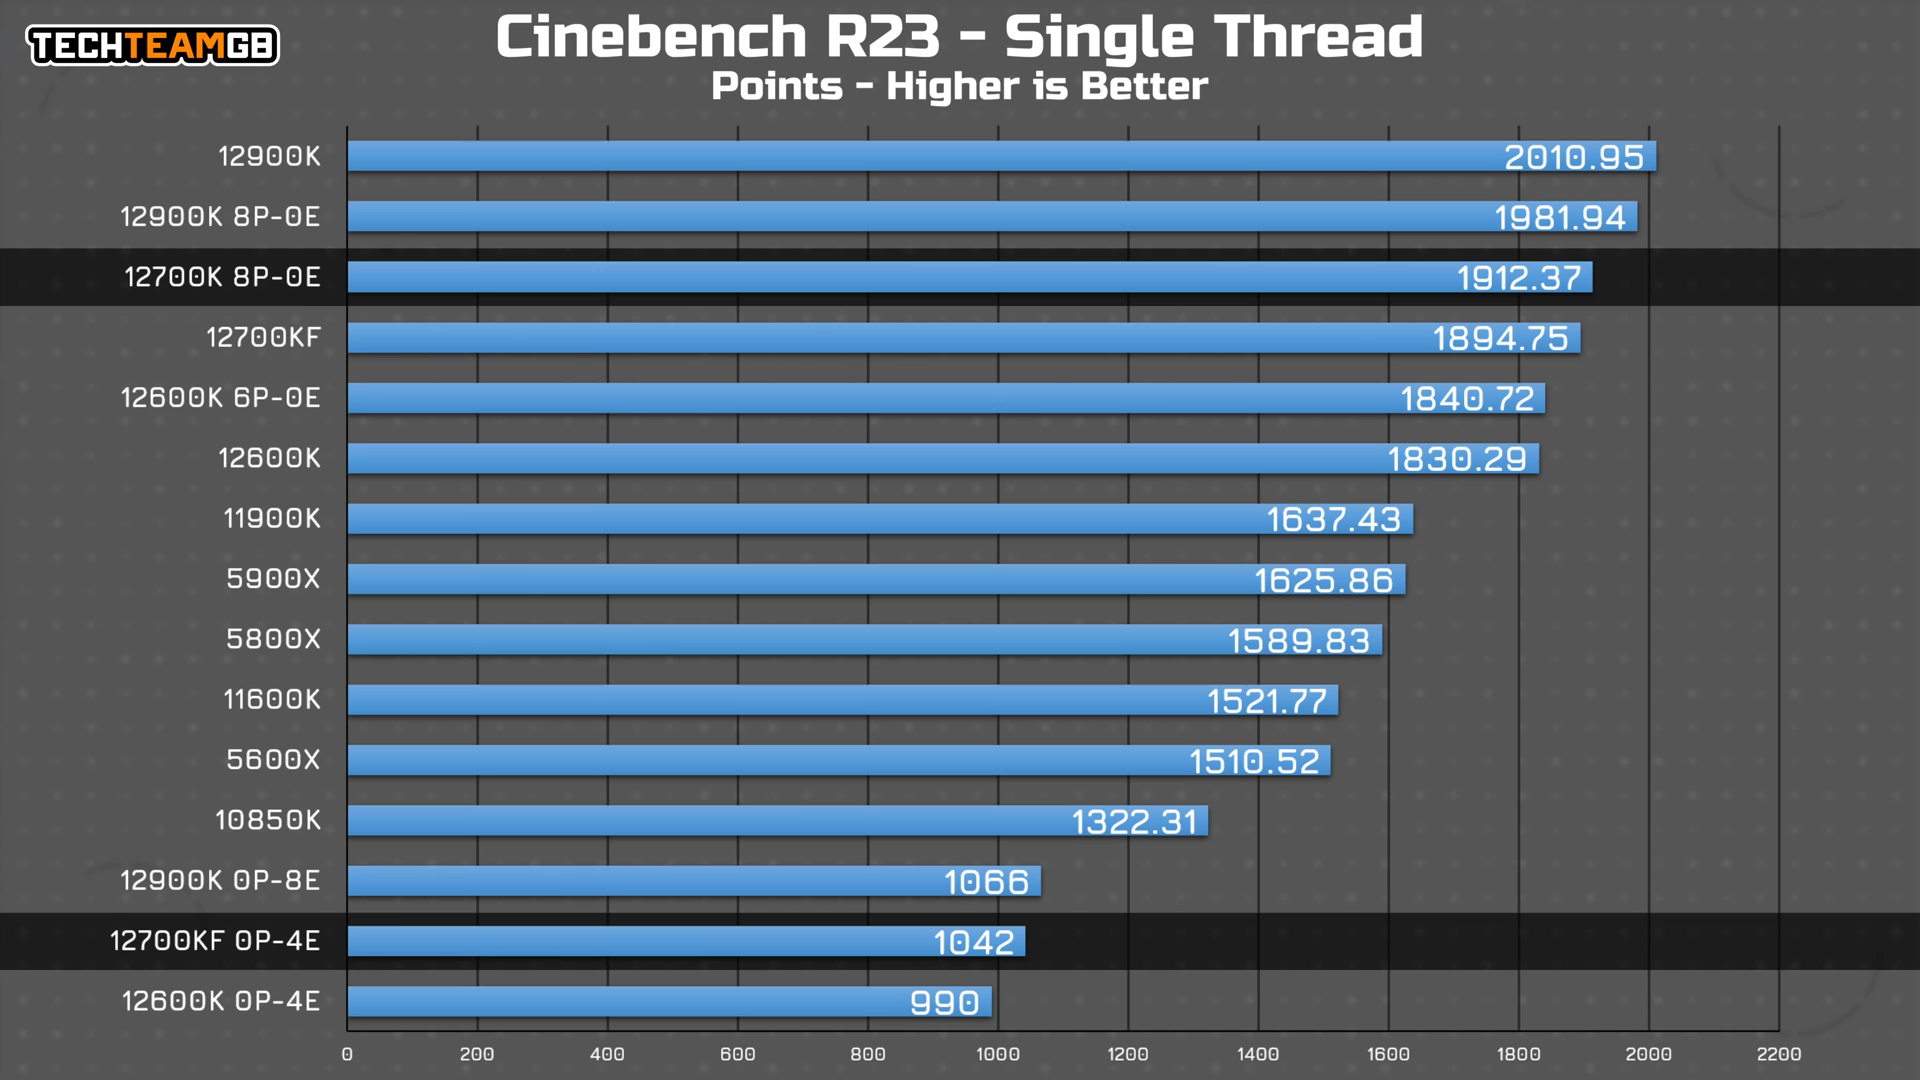 TECHTEAMGB
Cinebench R23 - Single Thread
Points - Higher is Better
12900K 2010.95
12900K 8P-0E 1981.94
12700K 8P-0E 1912.37
12700KF 1894.75
12600K 6P-0E 1840.72
12600K 1830.29
11900K 1637.43
5900X 1625.86
5800X 1589.83
11600K 1521.77
5600X 1510.52
10850K 1322.31
12900K 0P-8E 1066
12700KF 0P-4E 1042
12600K 0P-4E 990
0 200 400 600 800 1000 1200 1400 1600 1800 2000 2200